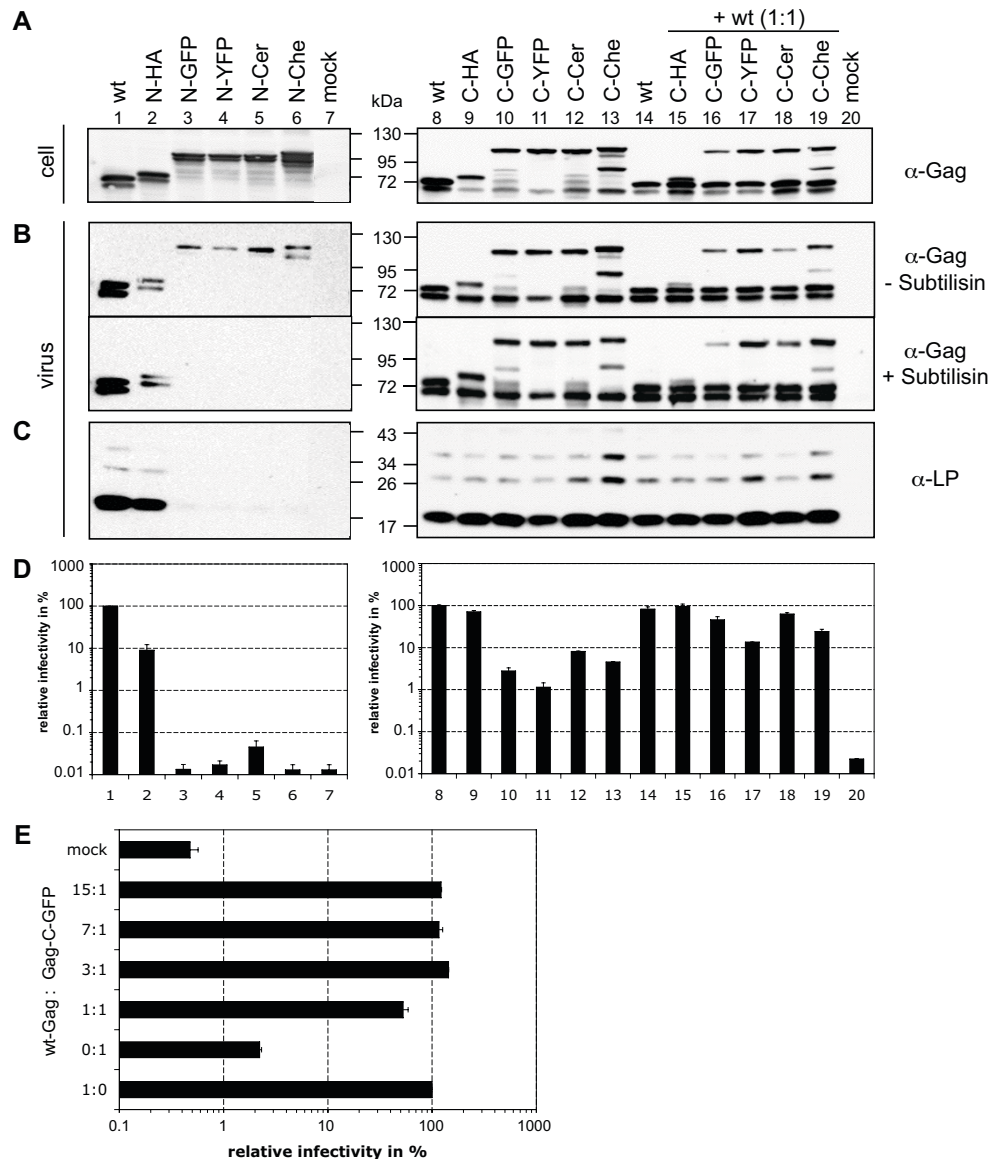 A
+ wt (1:1)
wt N-HA N-GFP N-YFP N-Cer N-Che mock
kDa
wt C-HA C-GFP C-YFP C-Cer C-Che wt C-HA C-GFP C-YFP C-Cer C-Che mock
1 2 3 4 5 6 7
8 9 10 11 12 13 14 15 16 17 18 19 20
cell
130
95
72
α-Gag
B
virus
130
95
72
α-Gag
- Subtilisin
130
95
72
α-Gag
+ Subtilisin
C
43
34
26
17
α-LP
D
relative infectivity in %
1000
100
10
1
0.1
0.01
1 2 3 4 5 6 7
relative infectivity in %
1000
100
10
1
0.1
0.01
8 9 10 11 12 13 14 15 16 17 18 19 20
E
wt-Gag : Gag-C-GFP
mock
15:1
7:1
3:1
1:1
0:1
1:0
0.1 1 10 100 1000
relative infectivity in %